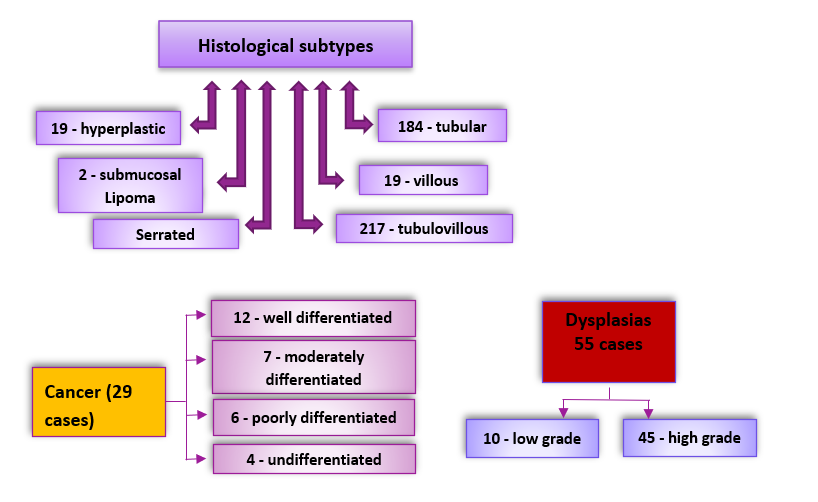 Histological subtypes
19 - hyperplastic
184 - tubular
2 - submucosal
Lipoma
19 - villous
Serrated
217 - tubulovillous
Cancer (29
cases)
12 - well differentiated
7 - moderately
differentiated
6 - poorly differentiated
4 - undifferentiated
Dysplasias
55 cases
10 - low grade
45 - high grade